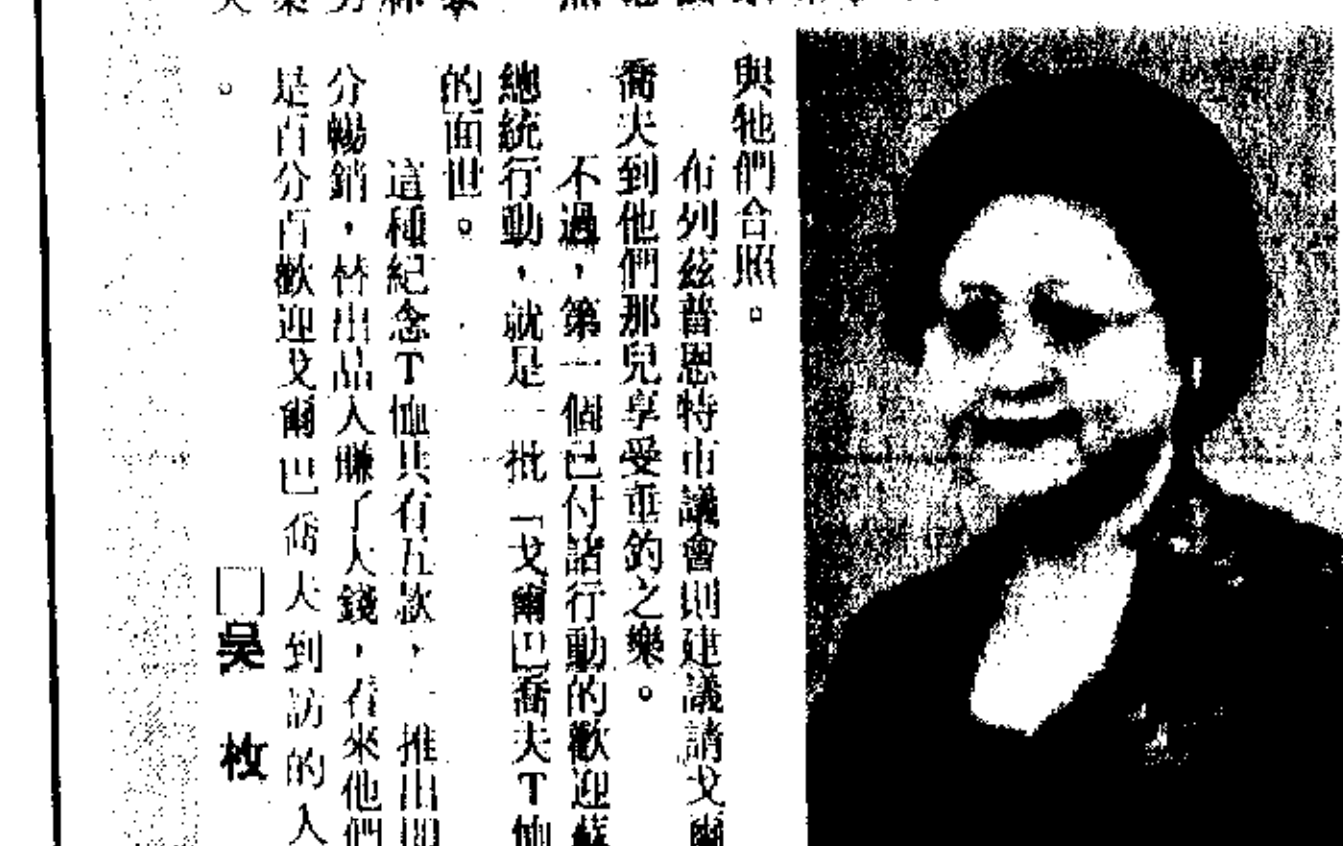 與牠們合照。
布列茲普恩特市議會則建議請戈爾
喬夫到他們那兒享受垂釣之樂。
不過，第一個已付諸行動的歡迎蘇
總統行動，就是一批「戈爾巴喬夫T恤
的面世。
這種紀念T恤共有五款，一推出即
分暢銷，替出品人賺了大錢，看來他們
是百分百歡迎戈爾巴喬夫到訪的人
。
□吳 枚